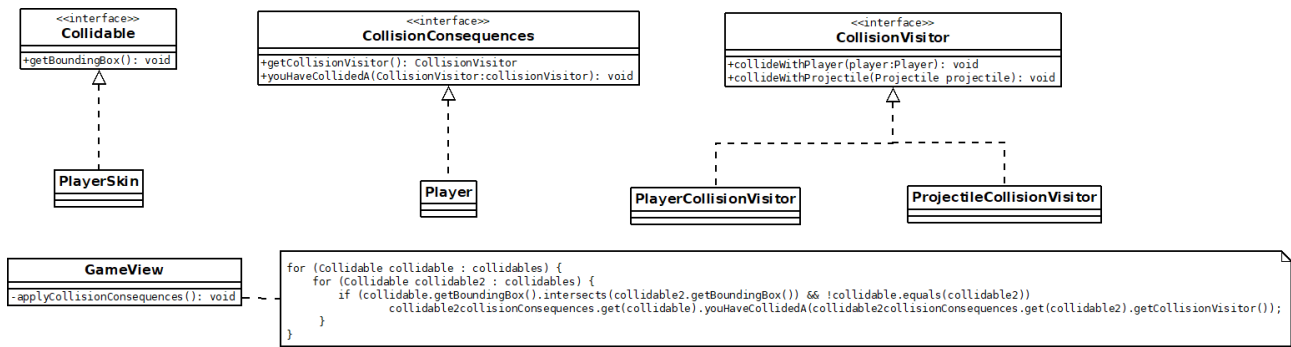 <<interface>>
Collidable
+getBoundingBox(): void
<<interface>>
CollisionConsequences
+getCollisionVisitor(): CollisionVisitor
+youHaveCollidedA(CollisionVisitor:collisionVisitor): void
<<interface>>
CollisionVisitor
+collideWithPlayer(player:Player): void
+collideWithProjectile(Projectile projectile): void
PlayerSkin
Player
PlayerCollisionVisitor
ProjectileCollisionVisitor
GameView
-applyCollisionConsequences(): void
for (Collidable collidable : collidables) {
for (Collidable collidable2 : collidables) {
if (collidable.getBoundingBox().intersects(collidable2.getBoundingBox()) && !collidable.equals(collidable2))
collidable2collisionConsequences.get(collidable).youHaveCollidedA(collidable2collisionConsequences.get(collidable2).getCollisionVisitor());
}
}